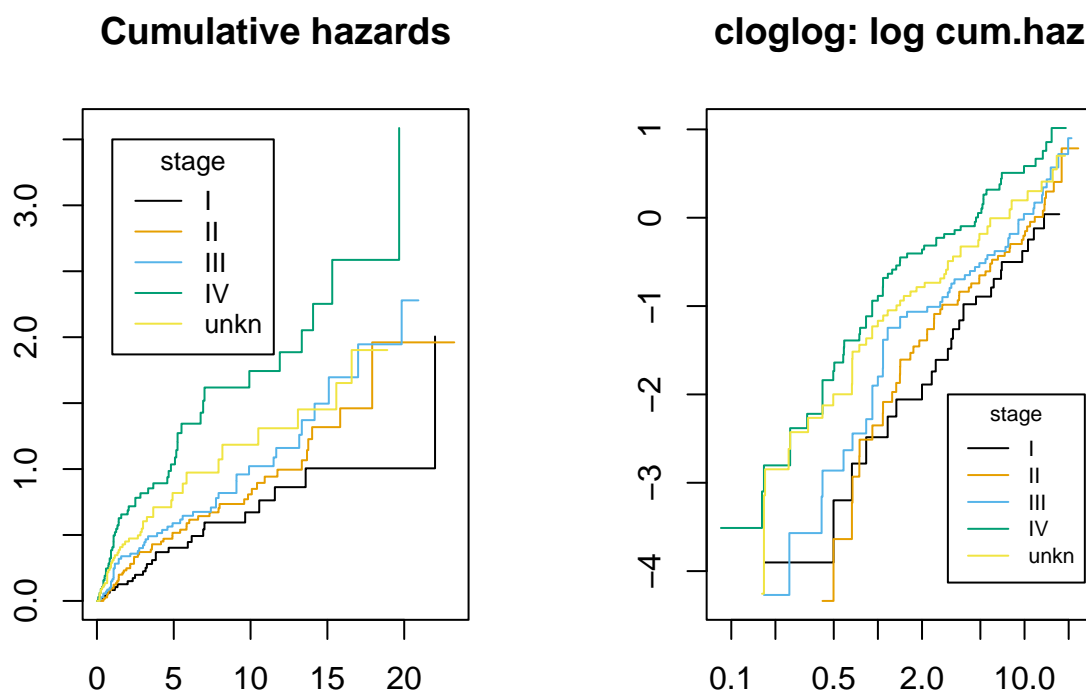 Cumulative hazards
stage
I
II
III
IV
unkn
0.0
1.0
2.0
3.0
0 5 10 15 20
cloglog: log cum.haz
1
0
−1
−2
−3
−4
stage
I
II
III
IV
unkn
0.1 0.5 2.0 10.0